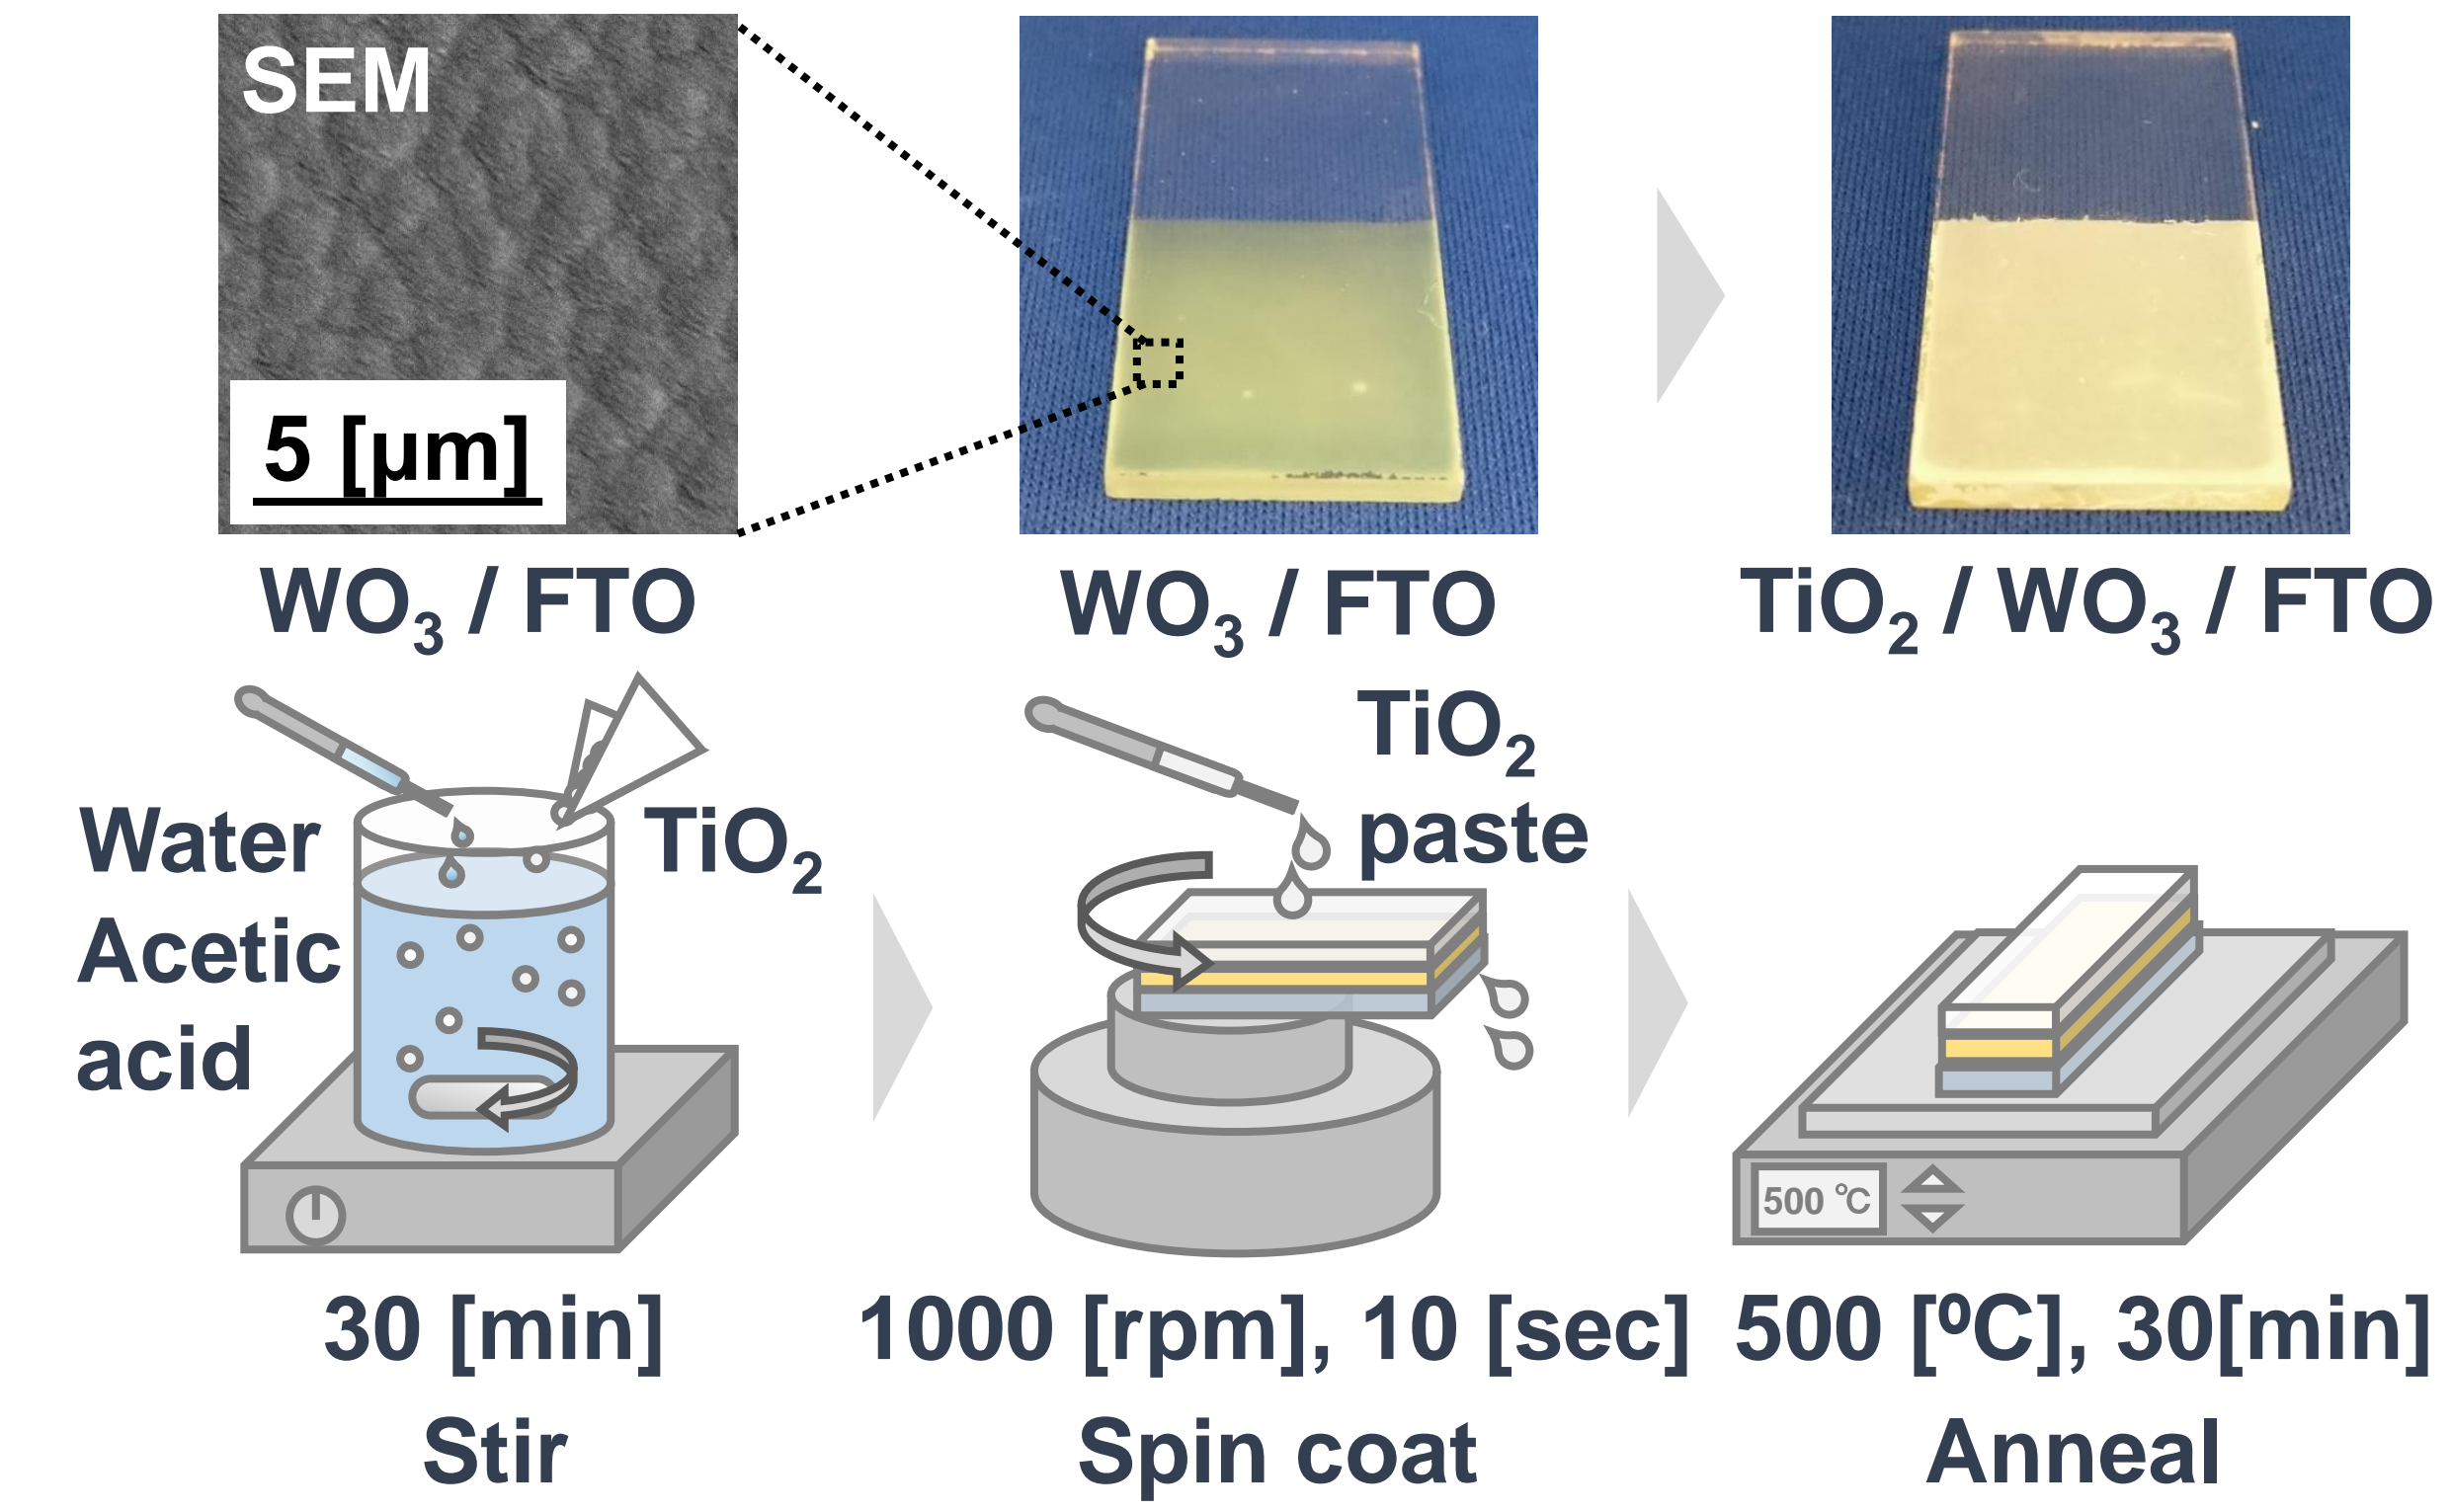 SEM
5 [μm]
WO₃ / FTO
WO₃ / FTO
TiO₂ / WO₃ / FTO
Water
Acetic
acid
TiO₂
TiO₂
paste
500 ℃
30 [min]
1000 [rpm], 10 [sec]
500 [ºC], 30[min]
Stir
Spin coat
Anneal